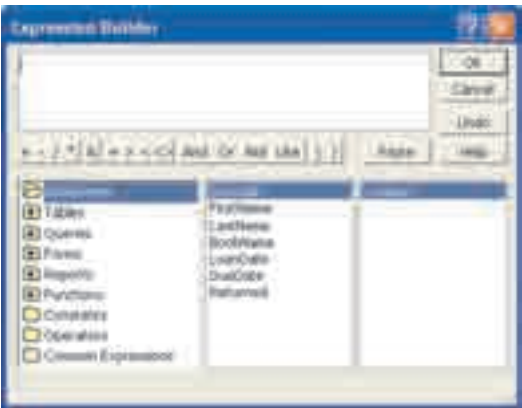 Expression Builder
OK
Cancel
Undo
+ - / * & = > < <> And Or Not Like ( )
Paste
Help
Tables
Queries
Forms
Reports
Functions
Constants
Operators
Common Expressions
FirstName
LastName
BookName
LoanDate
DueDate
Returned